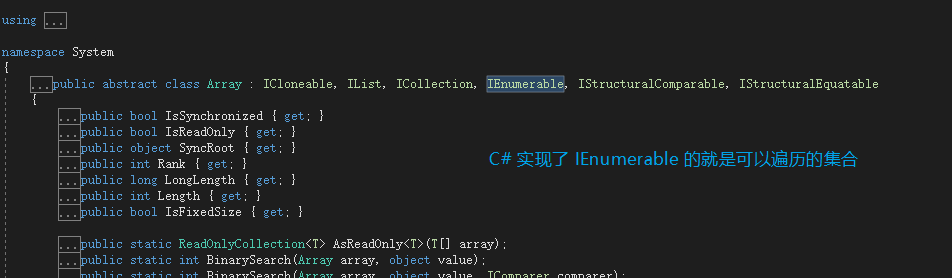 using ...
namespace System
{
...public abstract class Array : ICloneable, IList, ICollection, IEnumerable, IStructuralComparable, IStructuralEquatable
{
...public bool IsSynchronized { get; }
...public bool IsReadOnly { get; }
...public object SyncRoot { get; }
...public int Rank { get; }
...public long LongLength { get; }
...public int Length { get; }
...public bool IsFixedSize { get; }
C# 实现了 IEnumerable 的就是可以遍历的集合
...public static ReadOnlyCollection<T> AsReadOnly<T>(T[] array);
...public static int BinarySearch(Array array, object value);
...public static int BinarySearch(Array array, object value, IComparer comparer);